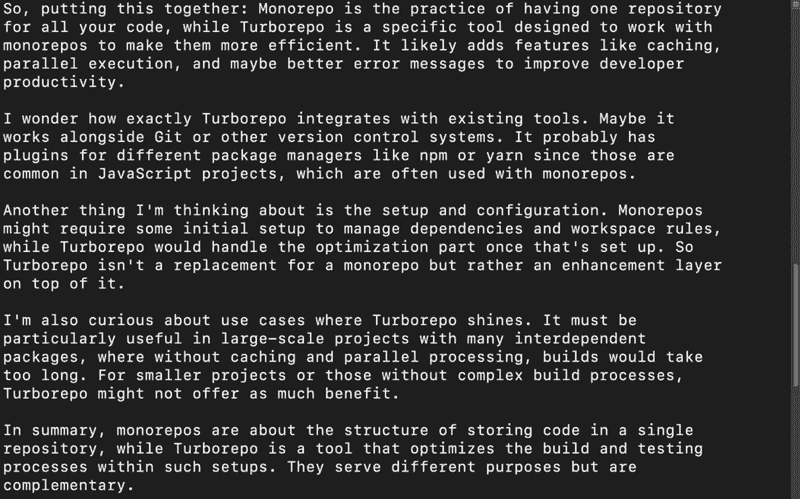 So, putting this together: Monorepo is the practice of having one repository
for all your code, while Turborepo is a specific tool designed to work with
monorepos to make them more efficient. It likely adds features like caching,
parallel execution, and maybe better error messages to improve developer
productivity.

I wonder how exactly Turborepo integrates with existing tools. Maybe it
works alongside Git or other version control systems. It probably has
plugins for different package managers like npm or yarn since those are
common in JavaScript projects, which are often used with monorepos.

Another thing I'm thinking about is the setup and configuration. Monorepos
might require some initial setup to manage dependencies and workspace rules,
while Turborepo would handle the optimization part once that's set up. So
Turborepo isn't a replacement for a monorepo but rather an enhancement layer
on top of it.

I'm also curious about use cases where Turborepo shines. It must be
particularly useful in large-scale projects with many interdependent
packages, where without caching and parallel processing, builds would take
too long. For smaller projects or those without complex build processes,
Turborepo might not offer as much benefit.

In summary, monorepos are about the structure of storing code in a single
repository, while Turborepo is a tool that optimizes the build and testing
processes within such setups. They serve different purposes but are
complementary.